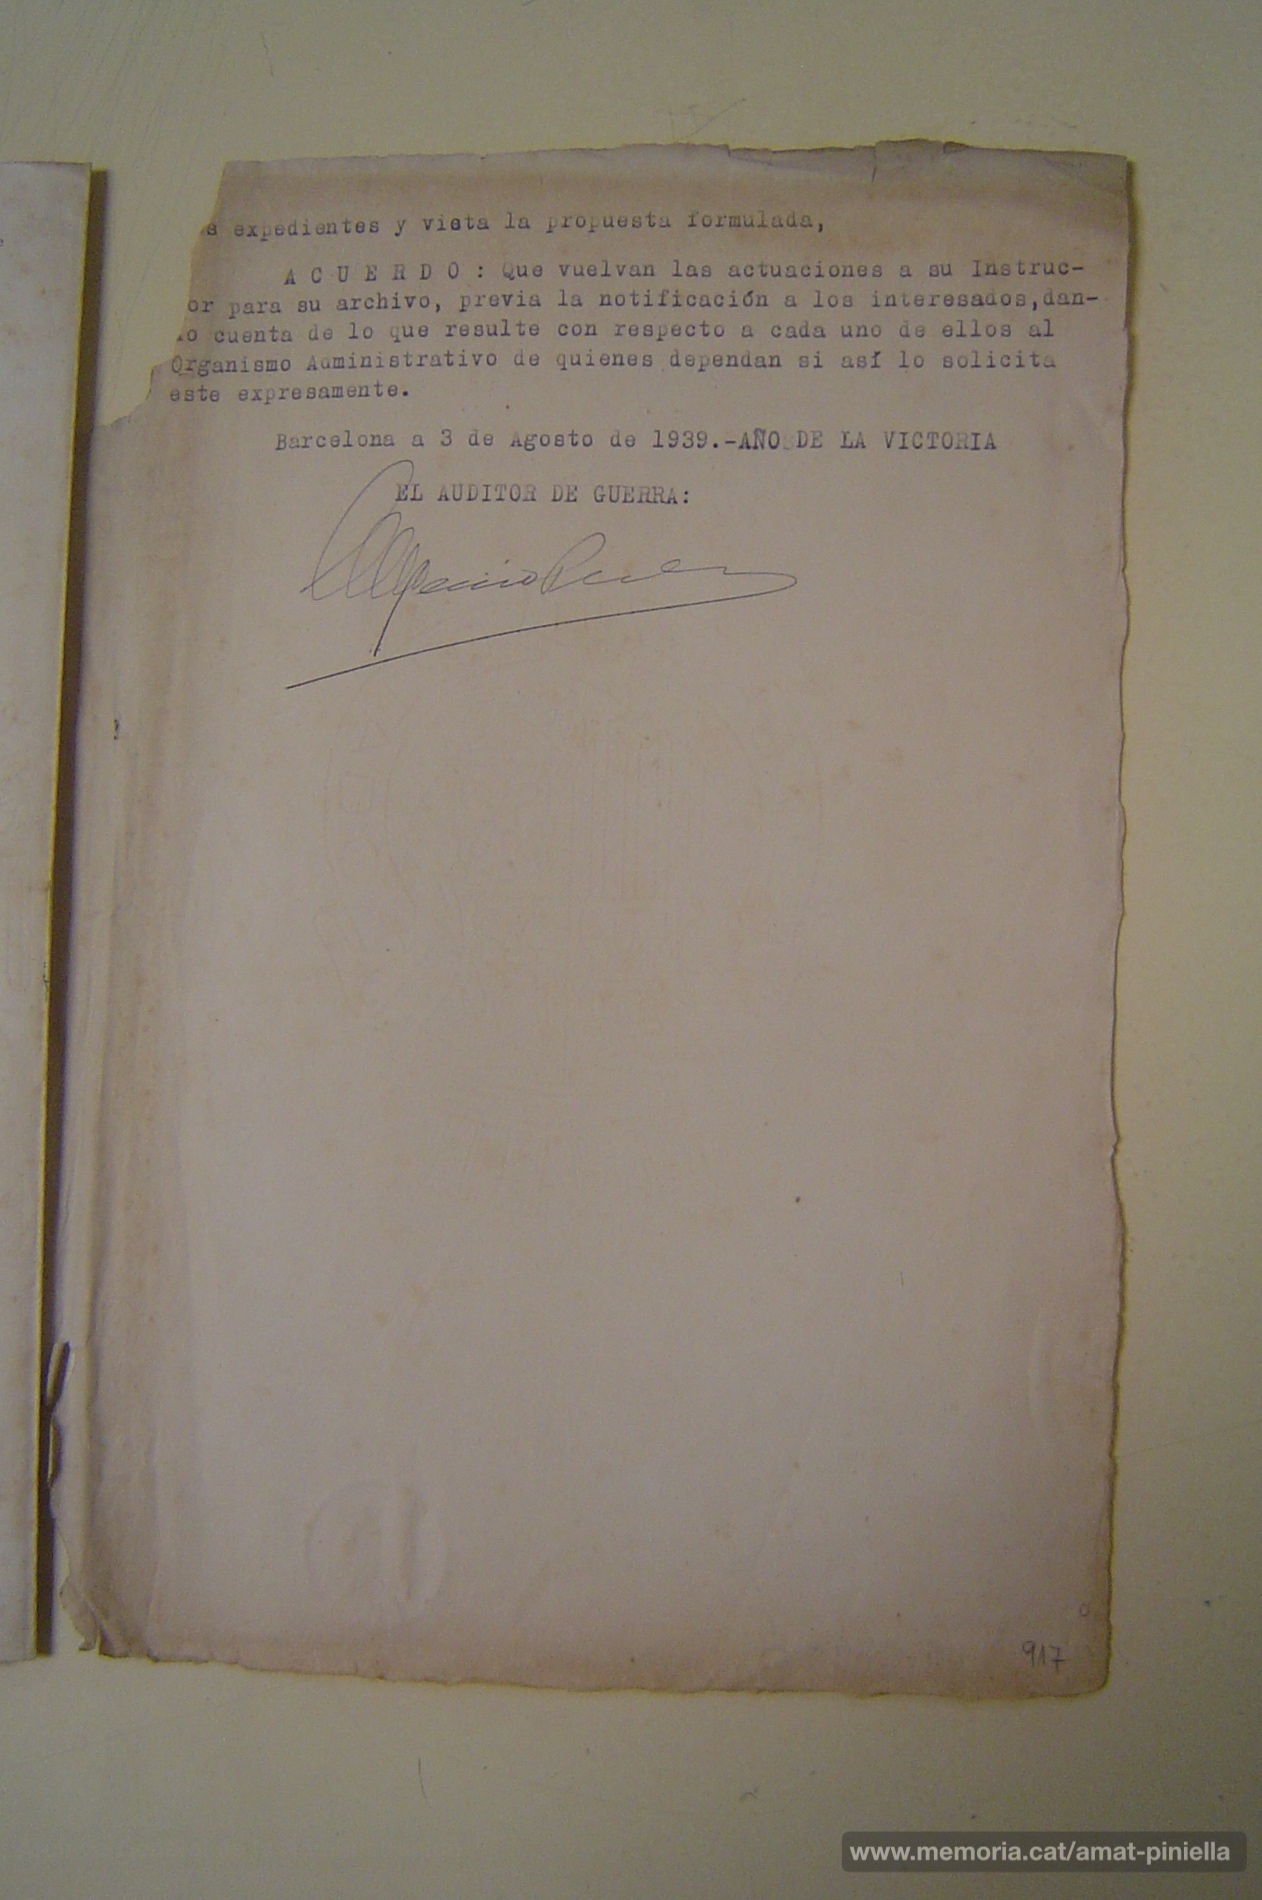 s expedientes y vista la propuesta formulada,
A C U E R D O : Que vuelvan las actuaciones a su Instruc-
or para su archivo, previa la notificación a los interesados,dan-
o cuenta de lo que resulte con respecto a cada uno de ellos al
Organismo Administrativo de quienes dependan si así lo solicita
este expresamente.
Barcelona a 3 de Agosto de 1939.-AÑO DE LA VICTORIA
EL AUDITOR DE GUERRA:
917
www.memoria.cat/amat-piniella